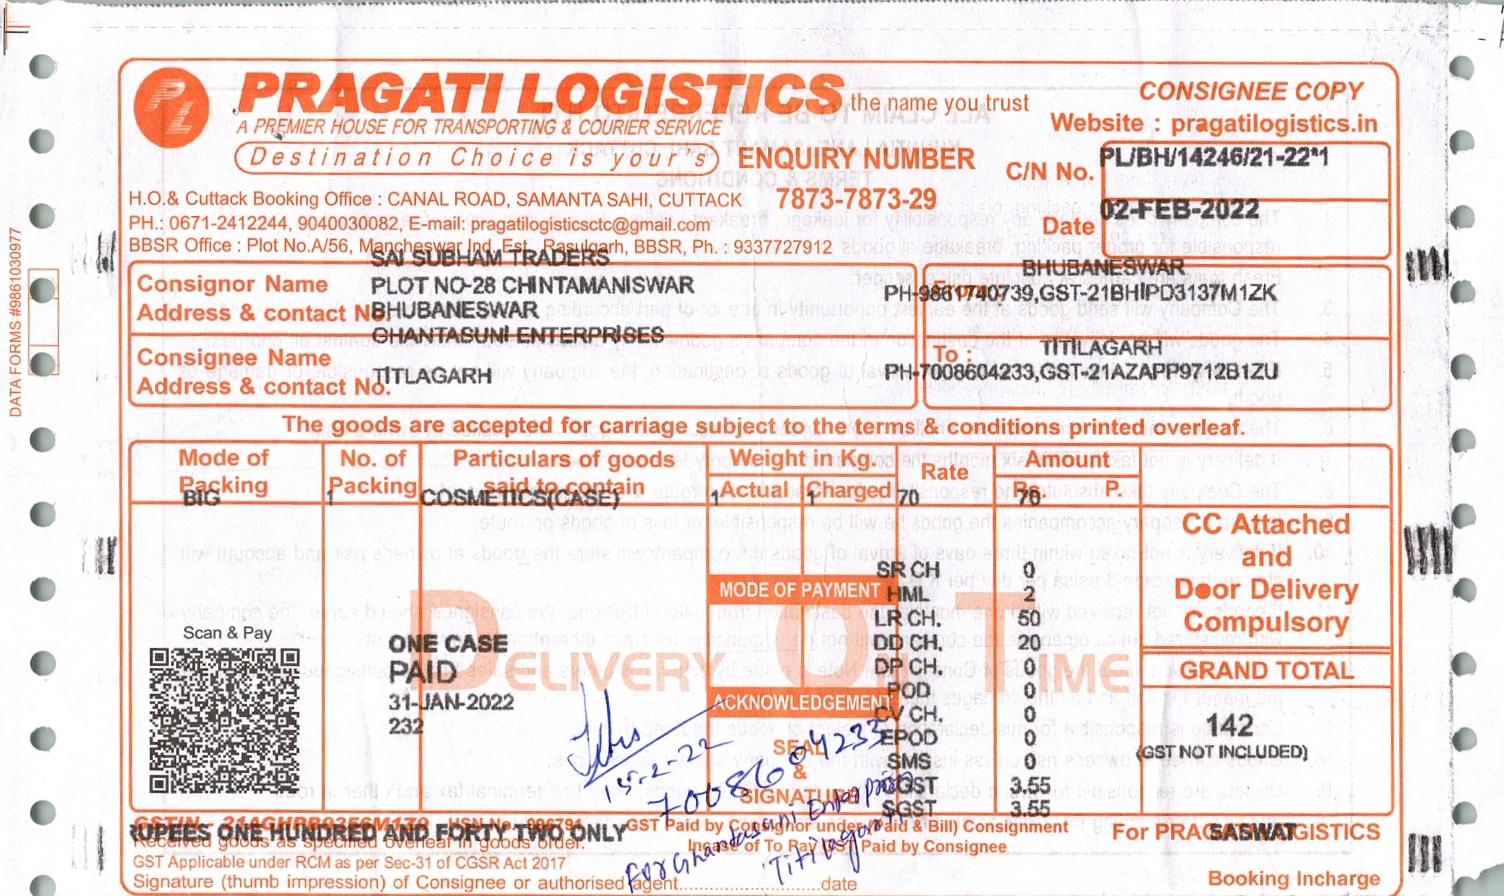 PL
PRAGATI LOGISTICS the name you trust
A PREMIER HOUSE FOR TRANSPORTING & COURIER SERVICE
Destination Choice is your's
CONSIGNEE COPY
Website : pragatilogistics.in
ENQUIRY NUMBER
7873-7873-29
C/N No. PL/BH/14246/21-22*1
Date 02-FEB-2022
H.O.& Cuttack Booking Office : CANAL ROAD, SAMANTA SAHI, CUTTACK
PH.: 0671-2412244, 9040030082, E-mail: pragatilogisticsctc@gmail.com
BBSR Office : Plot No.A/56, Mancheswar Ind. Est., Rasulgarh, BBSR, Ph. : 9337727912
DATA FORMS #9861030977
SAI SUBHAM TRADERS
Consignor Name PLOT NO-28 CHINTAMANISWAR
Address & contact No. BHUBANESWAR
BHUBANESWAR
PH-9861740739,GST-21BHIPD3137M1ZK
GHANTASUNI ENTERPRISES
Consignee Name
Address & contact No. TITLAGARH
To : TITILAGARH
PH-7008604233,GST-21AZAPP9712B1ZU
The goods are accepted for carriage subject to the terms & conditions printed overleaf.
Mode of Packing No. of Packing Particulars of goods said to contain Weight in Kg. Actual Charged Rate Amount Rs. P.
BIG 1 COSMETICS(CASE) 1 1 70 70
CC Attached
and
Door Delivery
Compulsory
GRAND TOTAL
142
(GST NOT INCLUDED)
MODE OF PAYMENT
DELIVERY ON TIME
ACKNOWLEDGEMENT
SEAL
&
SIGNATURE
SR CH 0
HML 2
LR CH. 50
DD CH. 20
DP CH. 0
POD 0
CV CH. 0
EPOD 0
SMS 0
CGST 3.55
SGST 3.55
Scan & Pay
ONE CASE
PAID
31-JAN-2022
232
15-2-22
7008604233
For Ghantasani
Titilagarh
RUPEES ONE HUNDRED AND FORTY TWO ONLY
HSN No.-996791
GST Paid by Consignor under Paid & Bill) Consignment
Incase of To Pay GST Paid by Consignee
Received goods as specified overleaf in goods order.
GST Applicable under RCM as per Sec-31 of CGSR Act 2017
Signature (thumb impression) of Consignee or authorised agent....................date
For PRAGATI LOGISTICS
SASWAT
Booking Incharge